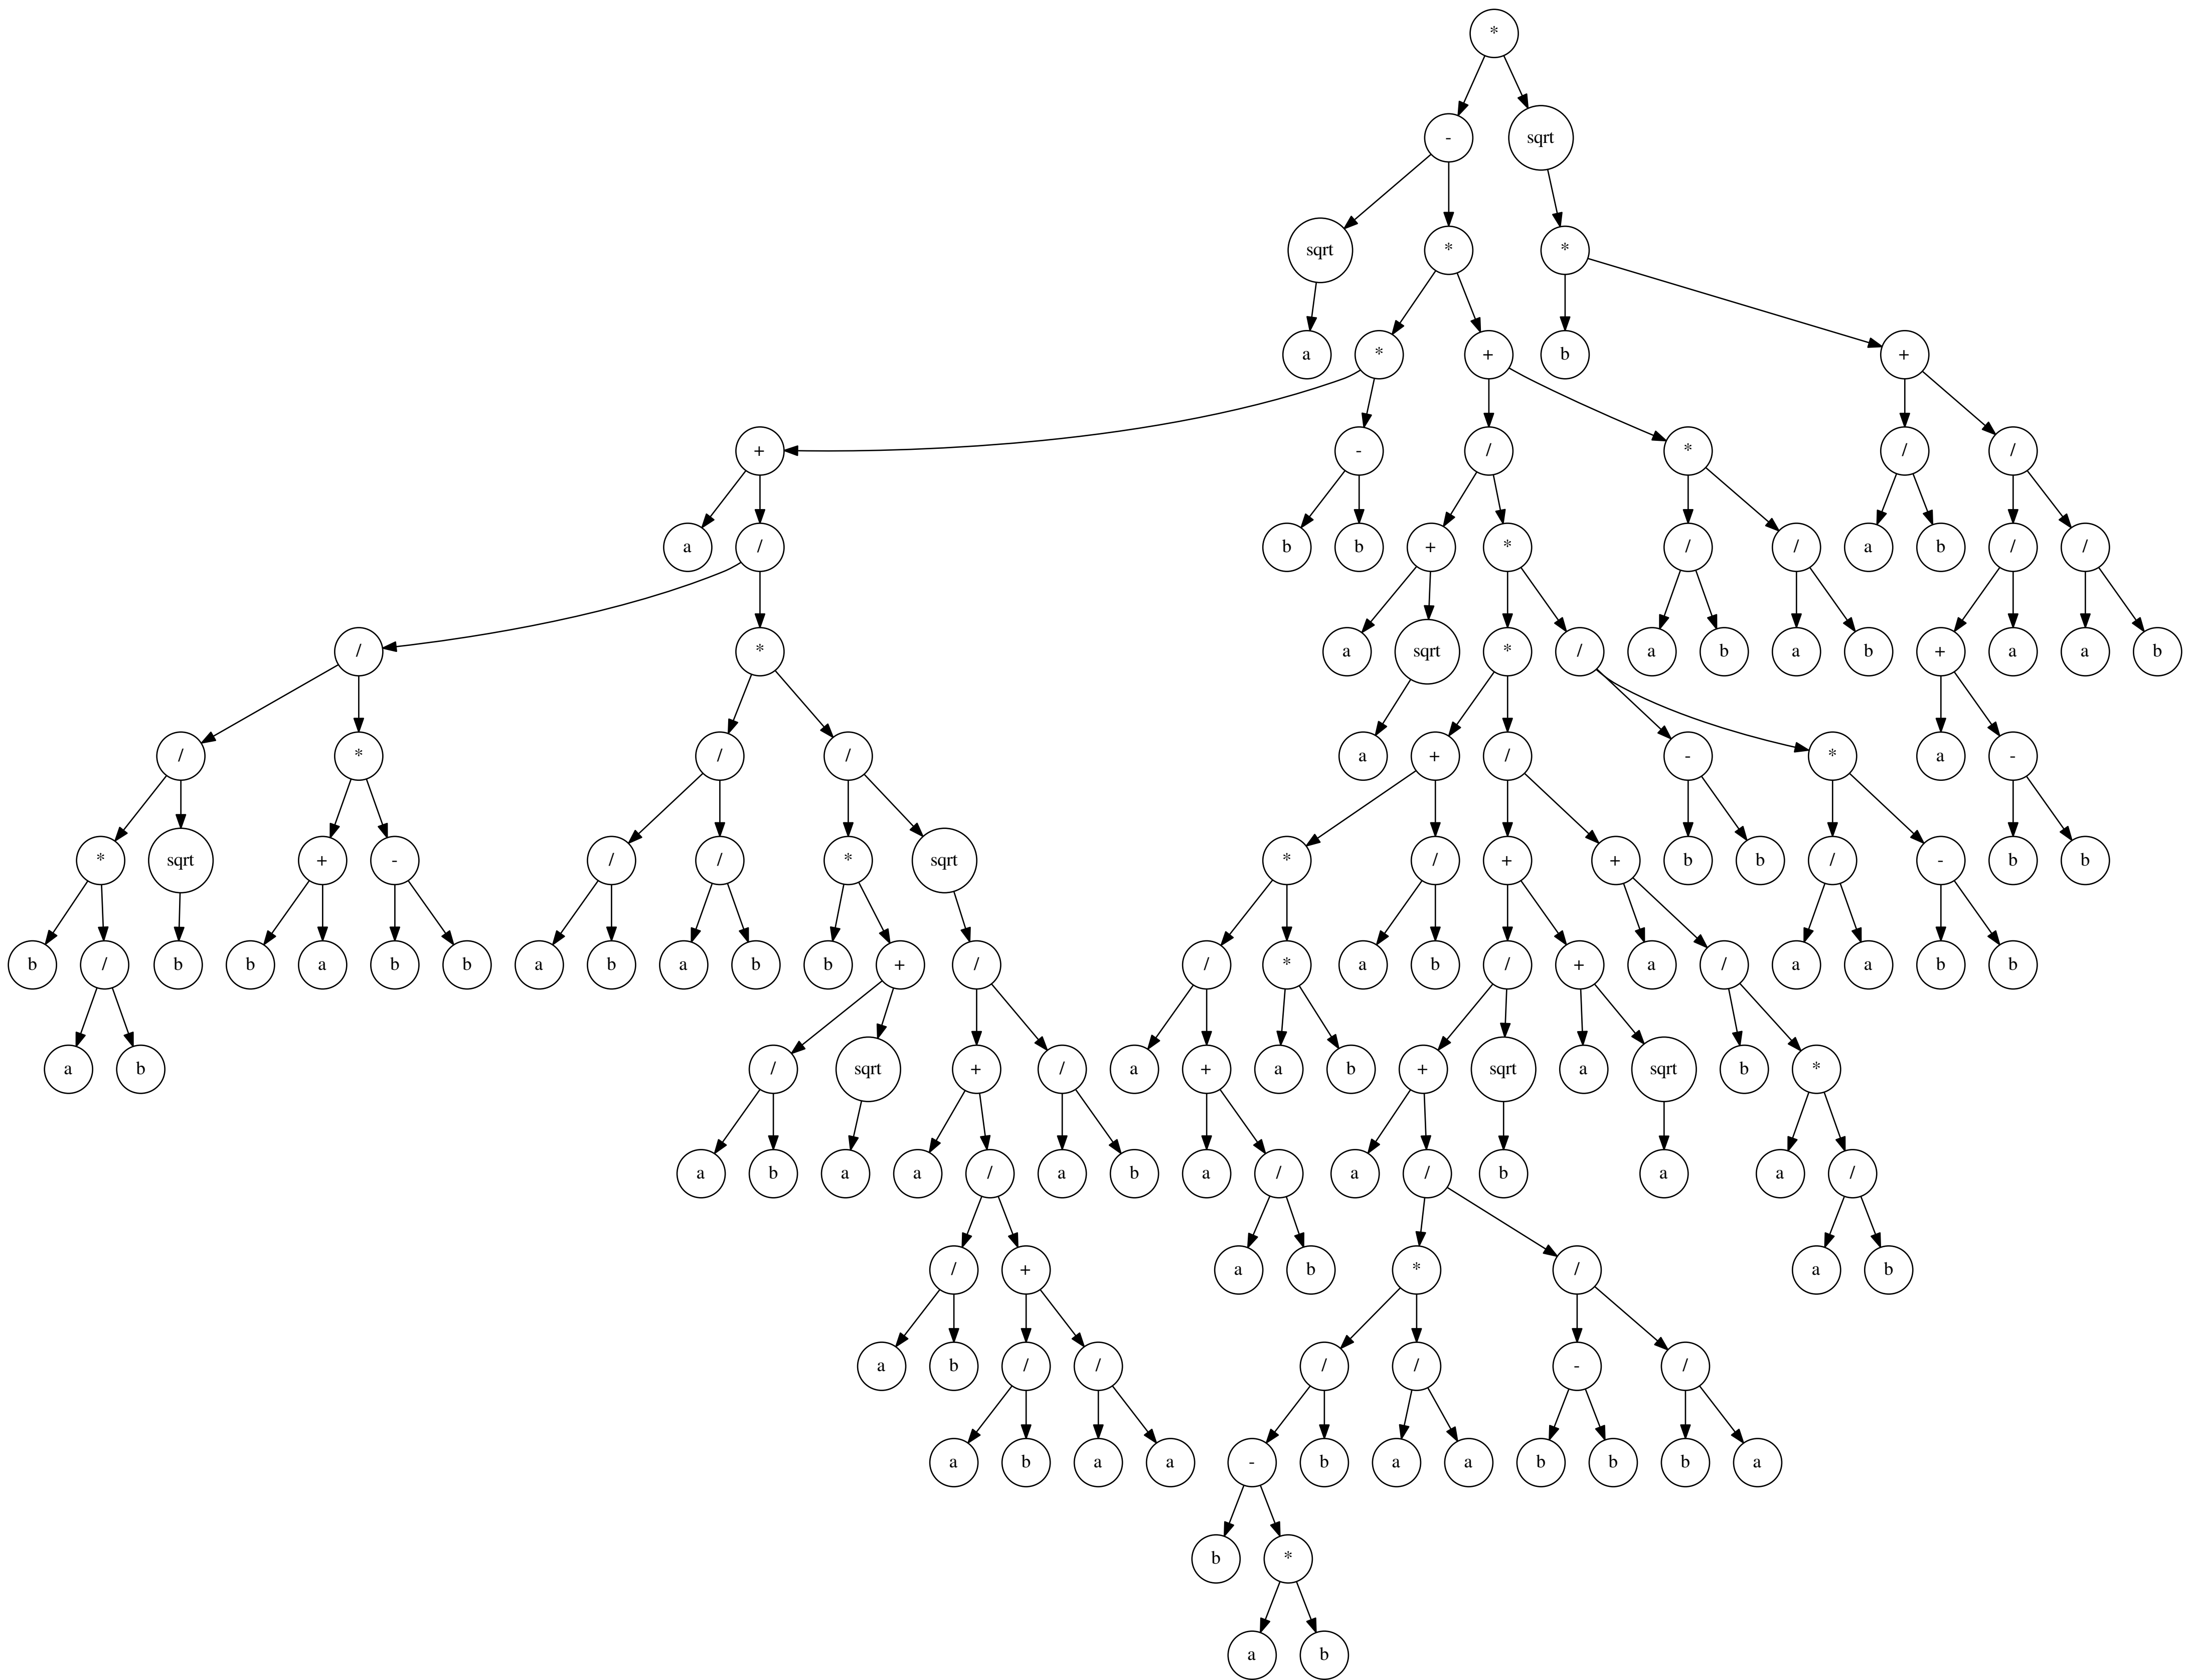 *
- sqrt
sqrt * *
a * + b +
+ - / * / /
a / b b + * / / a b / /
/ * a sqrt * / a b a b + a a b
/ * / / a + / - * a -
* sqrt + - / / * sqrt * / + + b b / - b b
b / b b a b b a b a b b + / / * a b / + a / a a b b
a b / sqrt + / a + a b + sqrt a sqrt b *
a b a a / a b a / a / b a a /
/ + a b * / a b
a b / / / / - /
a b a a - b a a b b b a
b *
a b